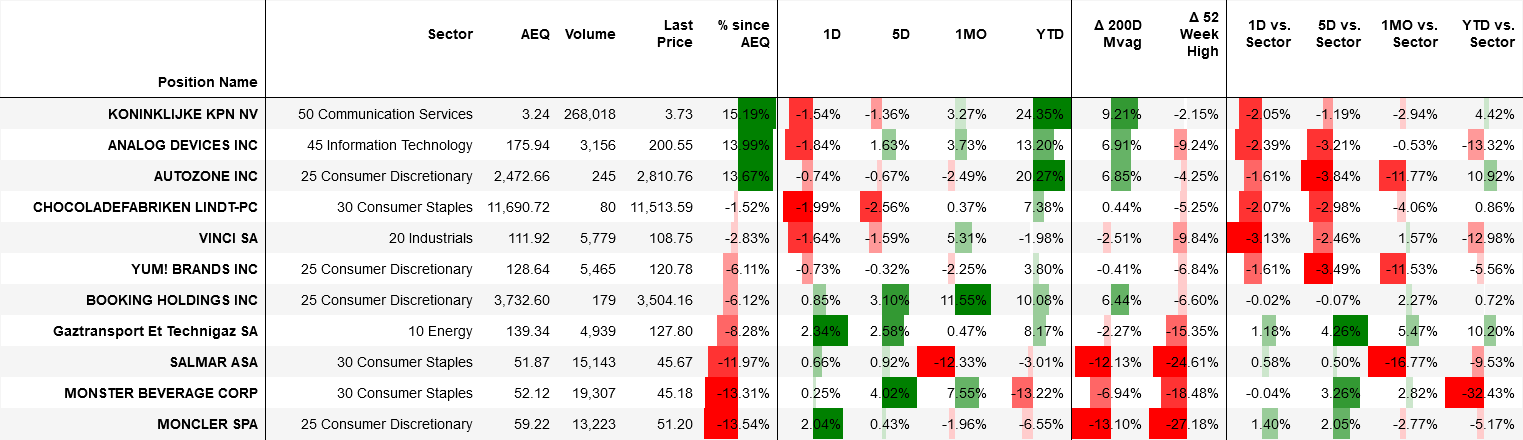 Position Name Sector AEQ Volume Last Price % since AEQ 1D 5D 1MO YTD Δ 200D Mvag Δ 52 Week High 1D vs. Sector 5D vs. Sector 1MO vs. Sector YTD vs. Sector
KONINKLIJKE KPN NV 50 Communication Services 3.24 268,018 3.73 15.19% -1.54% -1.36% 3.27% 24.35% 9.21% -2.15% -2.05% -1.19% -2.94% 4.42%
ANALOG DEVICES INC 45 Information Technology 175.94 3,156 200.55 13.99% -1.84% 1.63% 3.73% 13.20% 6.91% -9.24% -2.39% -3.21% -0.53% -13.32%
AUTOZONE INC 25 Consumer Discretionary 2,472.66 245 2,810.76 13.67% -0.74% -0.67% -2.49% 20.27% 6.85% -4.25% -1.61% -3.84% -11.77% 10.92%
CHOCOLADEFABRIKEN LINDT-PC 30 Consumer Staples 11,690.72 80 11,513.59 -1.52% -1.99% -2.56% 0.37% 7.38% 0.44% -5.25% -2.07% -2.98% -4.06% 0.86%
VINCI SA 20 Industrials 111.92 5,779 108.75 -2.83% -1.64% -1.59% 5.31% -1.98% -2.51% -9.84% -3.13% -2.46% 1.57% -12.98%
YUM! BRANDS INC 25 Consumer Discretionary 128.64 5,465 120.78 -6.11% -0.73% -0.32% -2.25% 3.80% -0.41% -6.84% -1.61% -3.49% -11.53% -5.56%
BOOKING HOLDINGS INC 25 Consumer Discretionary 3,732.60 179 3,504.16 -6.12% 0.85% 3.10% 11.55% 10.08% 6.44% -6.60% -0.02% -0.07% 2.27% 0.72%
Gaztransport Et Technigaz SA 10 Energy 139.34 4,939 127.80 -8.28% 2.34% 2.58% 0.47% 8.17% -2.27% -15.35% 1.18% 4.26% 5.47% 10.20%
SALMAR ASA 30 Consumer Staples 51.87 15,143 45.67 -11.97% 0.66% 0.92% -12.33% -3.01% -12.13% -24.61% 0.58% 0.50% -16.77% -9.53%
MONSTER BEVERAGE CORP 30 Consumer Staples 52.12 19,307 45.18 -13.31% 0.25% 4.02% 7.55% -13.22% -6.94% -18.48% -0.04% 3.26% 2.82% -32.43%
MONCLER SPA 25 Consumer Discretionary 59.22 13,223 51.20 -13.54% 2.04% 0.43% -1.96% -6.55% -13.10% -27.18% 1.40% 2.05% -2.77% -5.17%